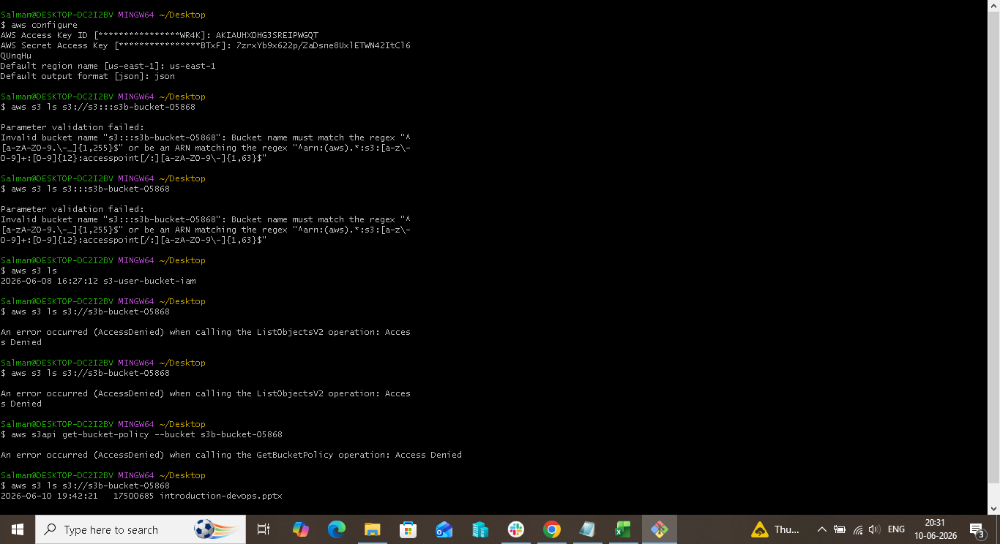 Salman@DESKTOP-DC2I2BV MINGW64 ~/Desktop
$ aws configure
AWS Access Key ID [****************WR4K]: AKIAUHXOHG3SREIPWGQT
AWS Secret Access Key [****************BTxF]: 7zrxYb9x622p/ZaDsne8UxlETWN42ItCl6
QUnqHu
Default region name [us-east-1]: us-east-1
Default output format [json]: json
Salman@DESKTOP-DC2I2BV MINGW64 ~/Desktop
$ aws s3 ls s3://s3:::s3b-bucket-05868
Parameter validation failed:
Invalid bucket name "s3:::s3b-bucket-05868": Bucket name must match the regex "^
[a-zA-Z0-9.\-_]{1,255}$" or be an ARN matching the regex "^arn:(aws).*:s3:[a-z\-
0-9]+:[0-9]{12}:accesspoint[/:][a-zA-Z0-9\-]{1,63}$"
Salman@DESKTOP-DC2I2BV MINGW64 ~/Desktop
$ aws s3 ls s3:::s3b-bucket-05868
Parameter validation failed:
Invalid bucket name "s3:::s3b-bucket-05868": Bucket name must match the regex "^
[a-zA-Z0-9.\-_]{1,255}$" or be an ARN matching the regex "^arn:(aws).*:s3:[a-z\-
0-9]+:[0-9]{12}:accesspoint[/:][a-zA-Z0-9\-]{1,63}$"
Salman@DESKTOP-DC2I2BV MINGW64 ~/Desktop
$ aws s3 ls
2026-06-08 16:27:12 s3-user-bucket-iam
Salman@DESKTOP-DC2I2BV MINGW64 ~/Desktop
$ aws s3 ls s3://s3b-bucket-05868
An error occurred (AccessDenied) when calling the ListObjectsV2 operation: Acces
s Denied
Salman@DESKTOP-DC2I2BV MINGW64 ~/Desktop
$ aws s3 ls s3://s3b-bucket-05868
An error occurred (AccessDenied) when calling the ListObjectsV2 operation: Acces
s Denied
Salman@DESKTOP-DC2I2BV MINGW64 ~/Desktop
$ aws s3api get-bucket-policy --bucket s3b-bucket-05868
An error occurred (AccessDenied) when calling the GetBucketPolicy operation: Access Denied
Salman@DESKTOP-DC2I2BV MINGW64 ~/Desktop
$ aws s3 ls s3://s3b-bucket-05868
2026-06-10 19:42:21   17500685 introduction-devops.pptx
Type here to search
Thu...
ENG
20:31
10-06-2026
3